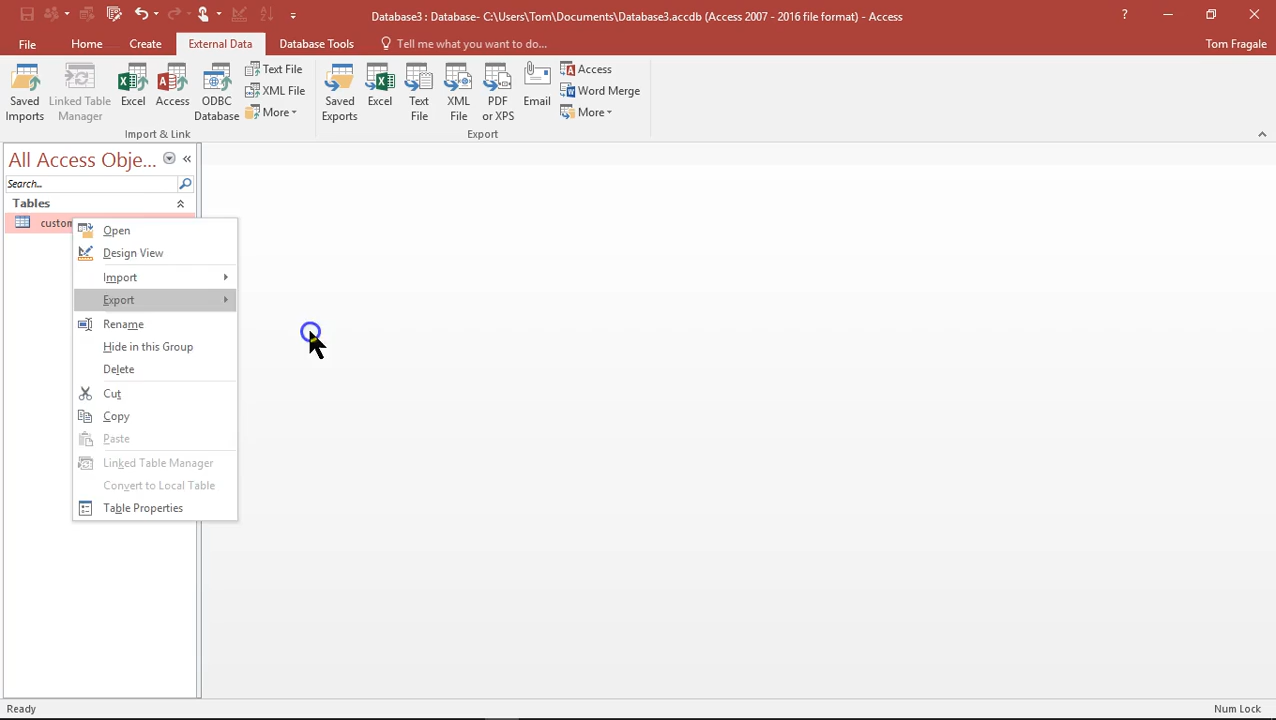 Database3 : Database- C:\Users\Tom\Documents\Database3.accdb (Access 2007 - 2016 file format) - Access
?
File Home Create External Data Database Tools Tell me what you want to do... Tom Fragale
Saved Imports
Linked Table Manager
Excel
Access
ODBC Database
Text File
XML File
More
Import & Link
Saved Exports
Excel
Text File
XML File
PDF or XPS
Email
Access
Word Merge
More
Export
All Access Obje...
Search...
Tables
custom
Open
Design View
Import
Export
Rename
Hide in this Group
Delete
Cut
Copy
Paste
Linked Table Manager
Convert to Local Table
Table Properties
Ready Num Lock